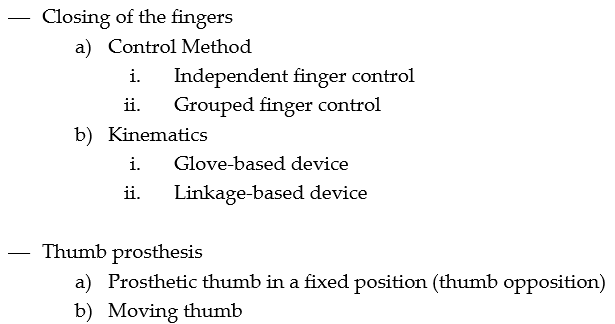 — Closing of the fingers
a) Control Method
i. Independent finger control
ii. Grouped finger control
b) Kinematics
i. Glove-based device
ii. Linkage-based device
— Thumb prosthesis
a) Prosthetic thumb in a fixed position (thumb opposition)
b) Moving thumb